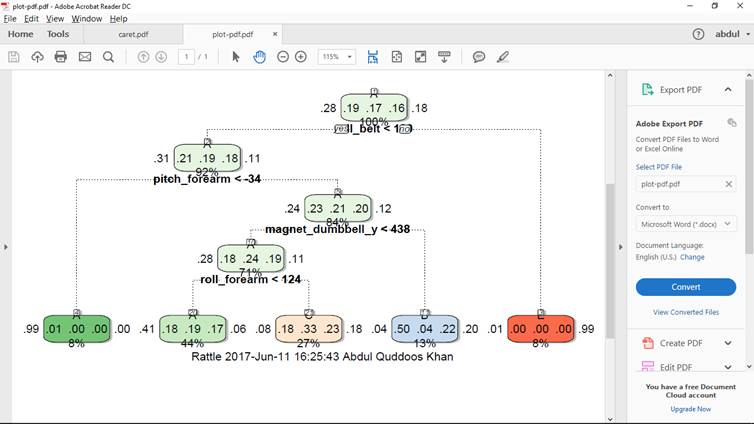 plot-pdf.pdf - Adobe Acrobat Reader DC
File Edit View Window Help
Home Tools caret.pdf plot-pdf.pdf ×
abdul
1 / 1 115%
.28 .19 .17 .16 .18
100%
yes no
.31 .21 .19 .18 .11
92%
pitch_forearm < -34
.24 .23 .21 .20 .12
84%
magnet_dumbbell_y < 438
.28 .18 .24 .19 .11
71%
roll_forearm < 124
.99 .01 .00 .00 .00 .41 .18 .19 .17 .06 .08 .18 .33 .23 .18 .04 .50 .04 .22 .20 .01 .00 .00 .00 .99
8% 44% 27% 13% 8%
Rattle 2017-Jun-11 16:25:43 Abdul Quddoos Khan
Export PDF
Adobe Export PDF
Convert PDF Files to Word
or Excel Online
Select PDF File
plot-pdf.pdf
Convert to:
Microsoft Word (*.docx)
Document Language:
English (U.S.) Change
Convert
View Converted Files
Create PDF
Edit PDF
You have a free Document
Cloud account
Upgrade Now